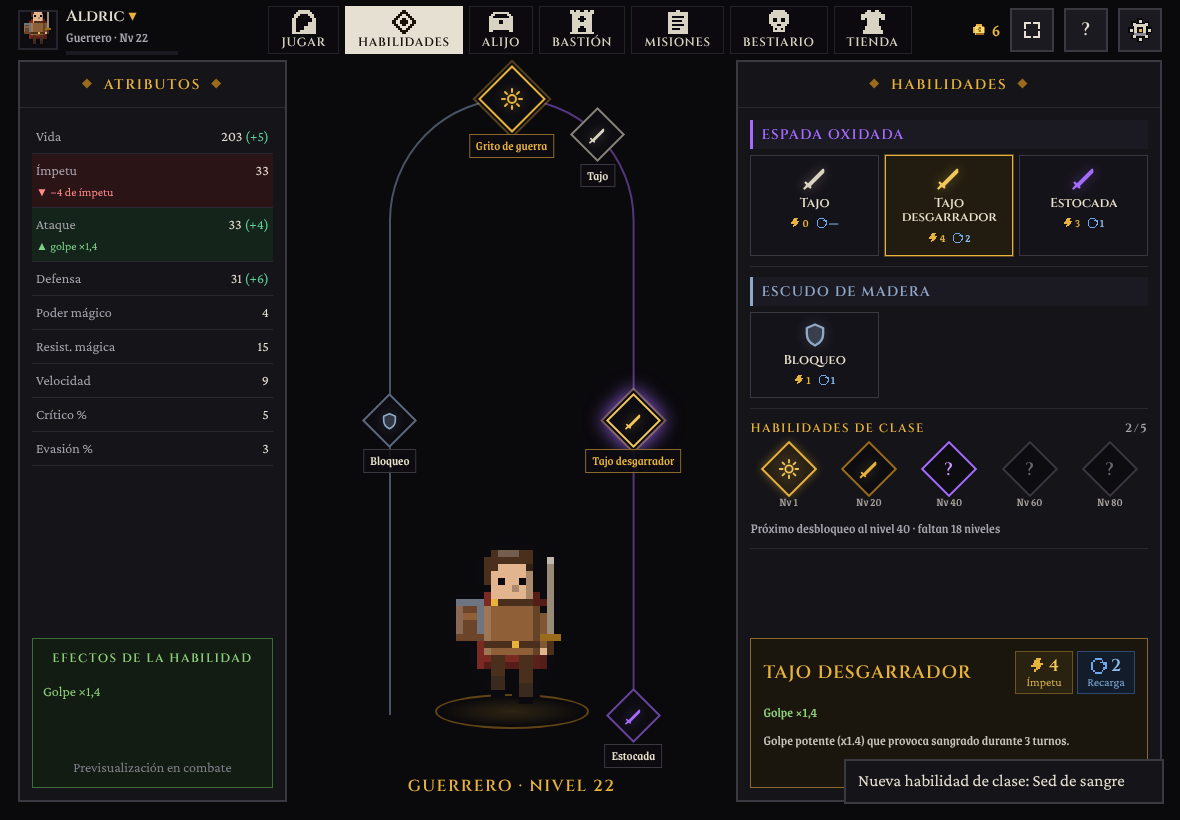 ALDRIC ▾
Guerrero · Nv 22
JUGAR
HABILIDADES
ALIJO
BASTIÓN
MISIONES
BESTIARIO
TIENDA
6
?
ATRIBUTOS
Vida 203 (+5)
Ímpetu 33
▼ −4 de ímpetu
Ataque 33 (+4)
▲ golpe ×1,4
Defensa 31 (+6)
Poder mágico 4
Resist. mágica 15
Velocidad 9
Crítico % 5
Evasión % 3
EFECTOS DE LA HABILIDAD
Golpe ×1,4
Previsualización en combate
Grito de guerra
Tajo
Bloqueo
Tajo desgarrador
Estocada
GUERRERO · NIVEL 22
HABILIDADES
ESPADA OXIDADA
TAJO
0 —
TAJO
DESGARRADOR
4 2
ESTOCADA
3 1
ESCUDO DE MADERA
BLOQUEO
1 1
HABILIDADES DE CLASE 2/5
? ? ?
Nv 1 Nv 20 Nv 40 Nv 60 Nv 80
Próximo desbloqueo al nivel 40 · faltan 18 niveles
TAJO DESGARRADOR
4
Ímpetu
2
Recarga
Golpe ×1,4
Golpe potente (x1.4) que provoca sangrado durante 3 turnos.
Nueva habilidad de clase: Sed de sangre